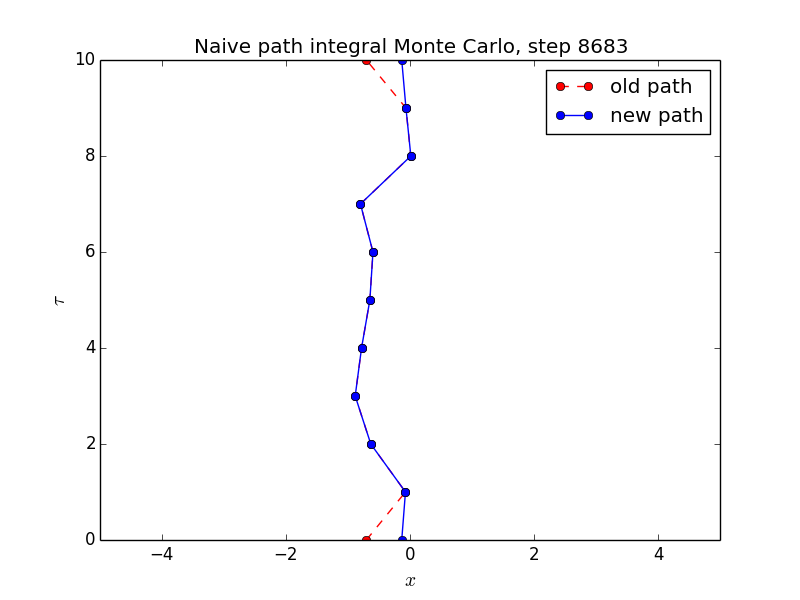 Naive path integral Monte Carlo, step 8683
old path
new path
10
8
6
4
2
0
τ
−4
−2
0
2
4
x